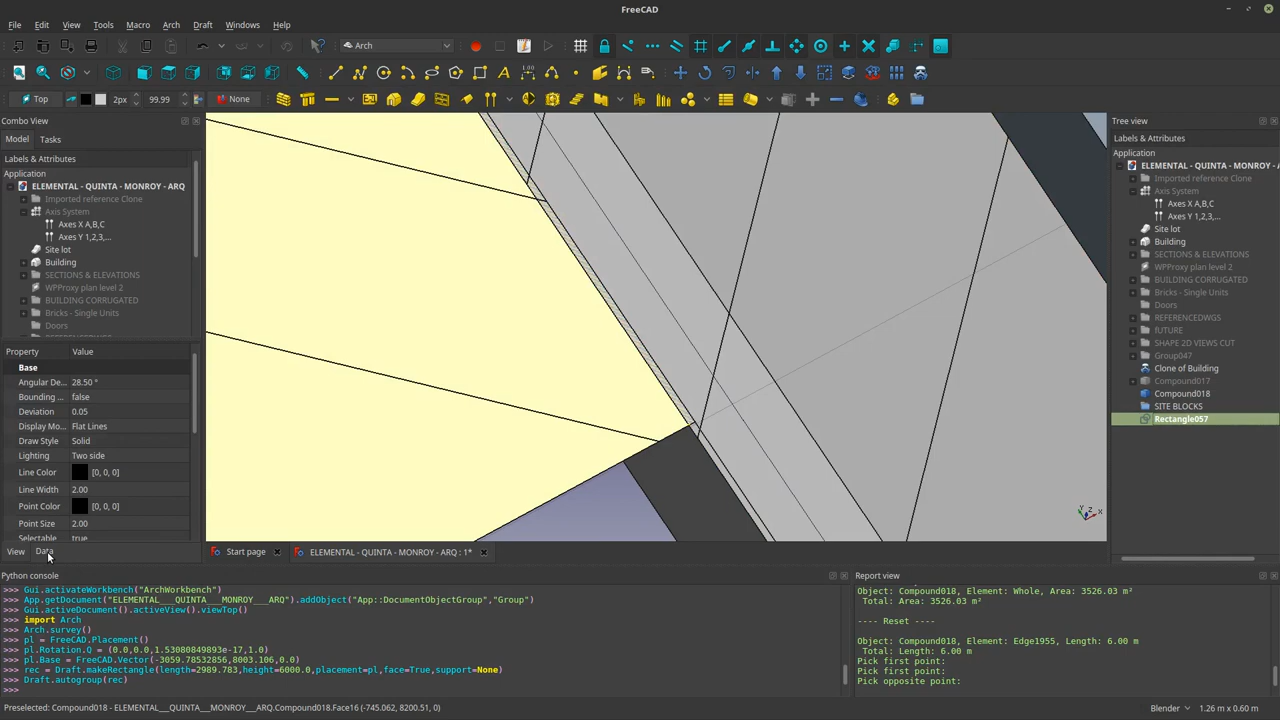 FreeCAD
File Edit View Tools Macro Arch Draft Windows Help
Arch
Top 2px 99.99 None
Combo View
Model Tasks
Labels & Attributes
Application
ELEMENTAL - QUINTA - MONROY - ARQ
Imported reference Clone
Axis System
Axes X A,B,C
Axes Y 1,2,3,...
Site lot
Building
SECTIONS & ELEVATIONS
WPProxy plan level 2
BUILDING CORRUGATED
Bricks - Single Units
Doors
Property Value
Base
Angular De... 28.50 °
Bounding ... false
Deviation 0.05
Display Mo... Flat Lines
Draw Style Solid
Lighting Two side
Line Color [0, 0, 0]
Line Width 2.00
Point Color [0, 0, 0]
Point Size 2.00
Selectable true
View Data
Start page
ELEMENTAL - QUINTA - MONROY - ARQ : 1*
Tree view
Labels & Attributes
Application
ELEMENTAL - QUINTA - MONROY - A
Imported reference Clone
Axis System
Axes X A,B,C
Axes Y 1,2,3,...
Site lot
Building
SECTIONS & ELEVATIONS
WPProxy plan level 2
BUILDING CORRUGATED
Bricks - Single Units
Doors
REFERENCEDWGS
fUTURE
SHAPE 2D VIEWS CUT
Group047
Clone of Building
Compound017
Compound018
SITE BLOCKS
Rectangle057
Python console
>>> Gui.activateWorkbench("ArchWorkbench")
>>> App.getDocument("ELEMENTAL___QUINTA___MONROY___ARQ").addObject("App::DocumentObjectGroup","Group")
>>> Gui.activeDocument().activeView().viewTop()
>>> import Arch
>>> Arch.survey()
>>> pl = FreeCAD.Placement()
>>> pl.Rotation.Q = (0.0,0.0,1.53080849893e-17,1.0)
>>> pl.Base = FreeCAD.Vector(-3059.78532856,8003.106,0.0)
>>> rec = Draft.makeRectangle(length=2989.783,height=6000.0,placement=pl,face=True,support=None)
>>> Draft.autogroup(rec)
>>>
Report view
Object: Compound018, Element: Whole, Area: 3526.03 m²
Total: Area: 3526.03 m²
---- Reset ----
Object: Compound018, Element: Edge1955, Length: 6.00 m
Total: Length: 6.00 m
Pick first point:
Pick first point:
Pick opposite point:
Preselected: Compound018 - ELEMENTAL___QUINTA___MONROY___ARQ.Compound018.Face16 (-745.062, 8200.51, 0)
Blender 1.26 m x 0.60 m